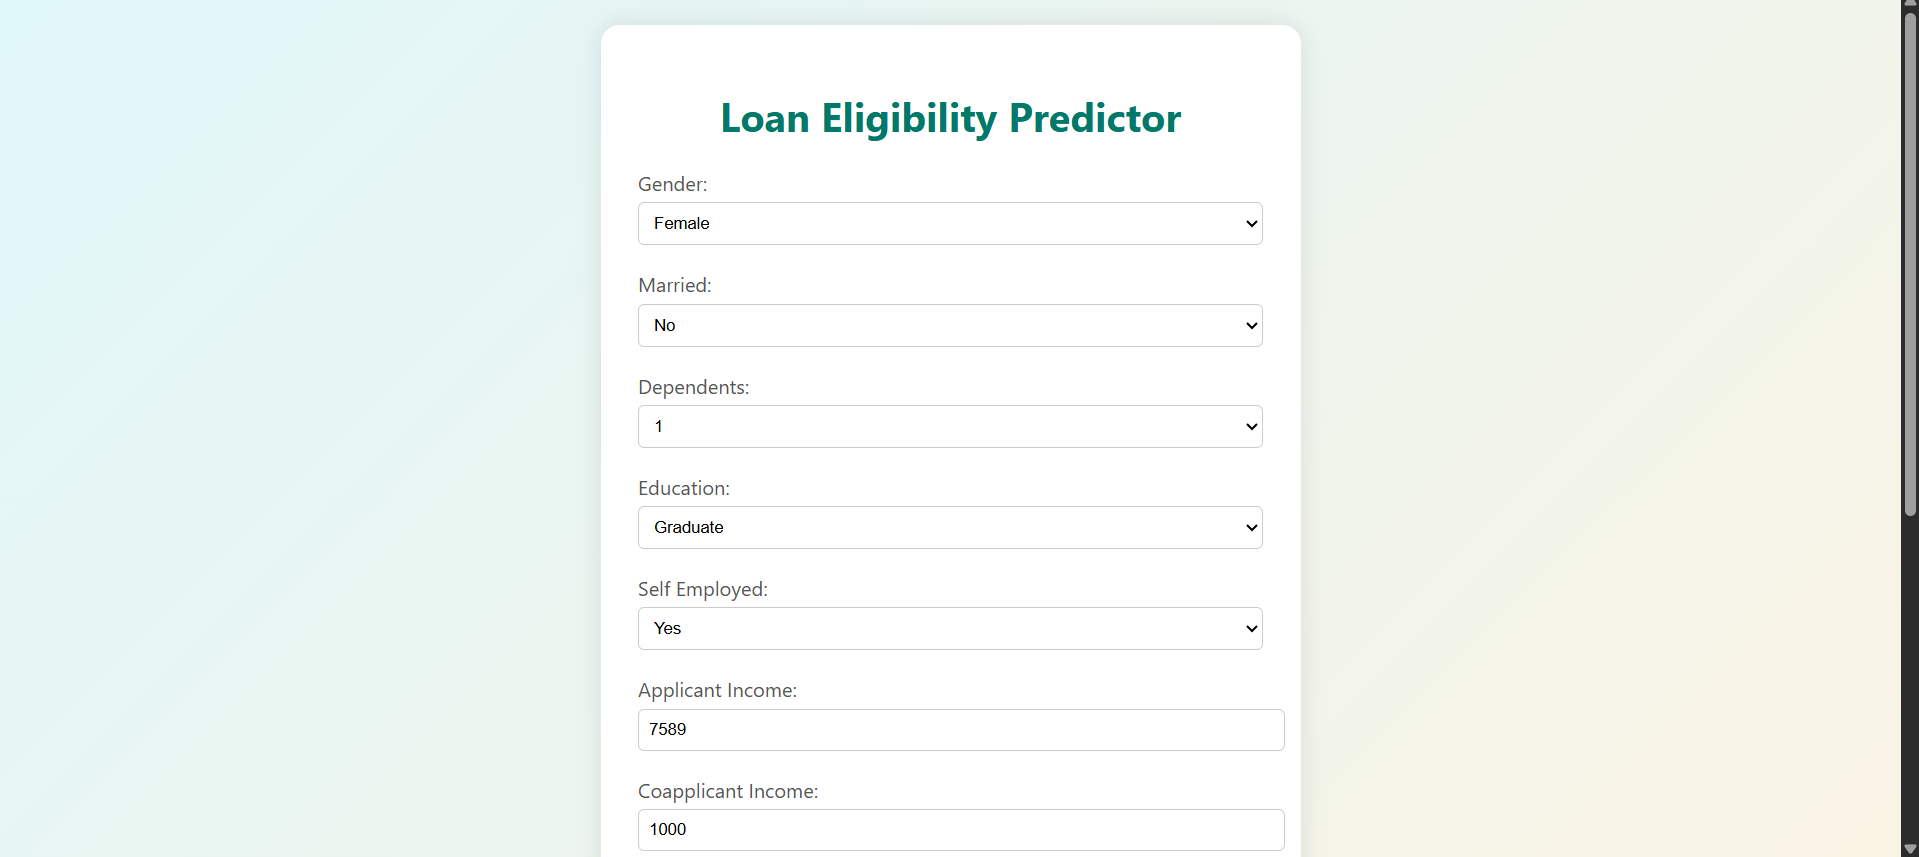 Loan Eligibility Predictor
Gender:
Female
Married:
No
Dependents:
1
Education:
Graduate
Self Employed:
Yes
Applicant Income:
7589
Coapplicant Income:
1000